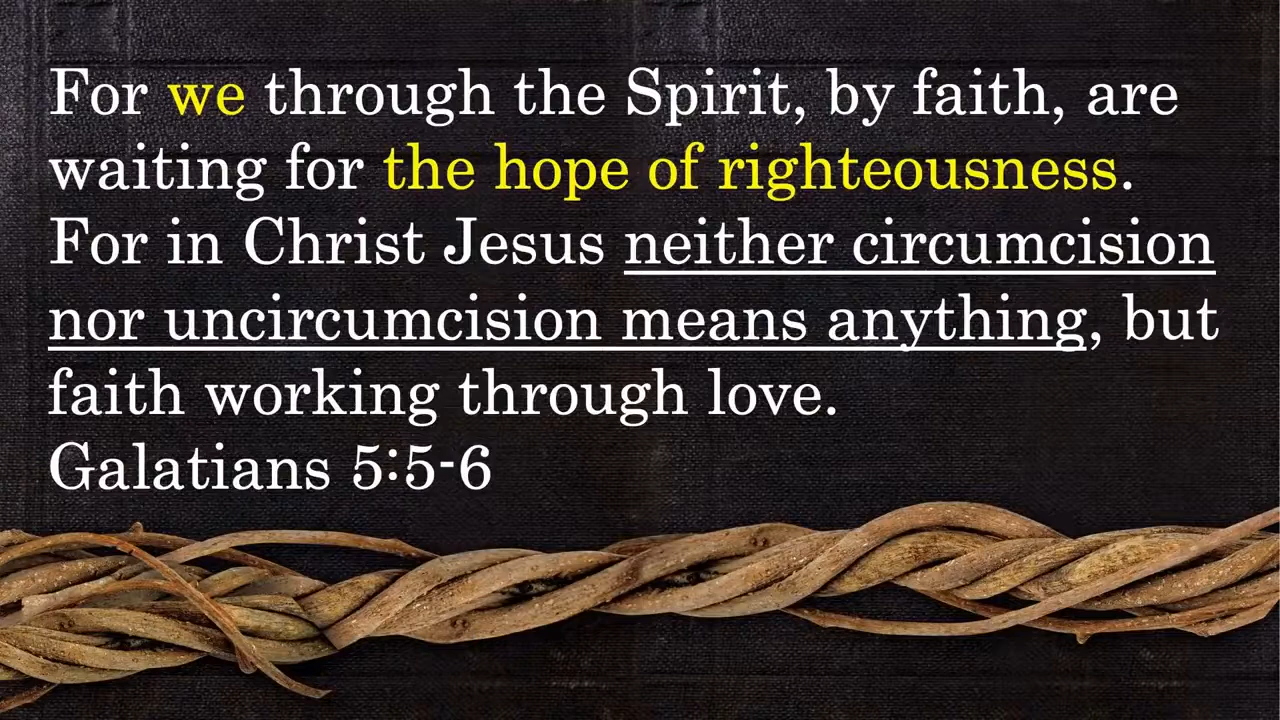 For we through the Spirit, by faith, are
waiting for the hope of righteousness.
For in Christ Jesus neither circumcision
nor uncircumcision means anything, but
faith working through love.
Galatians 5:5-6